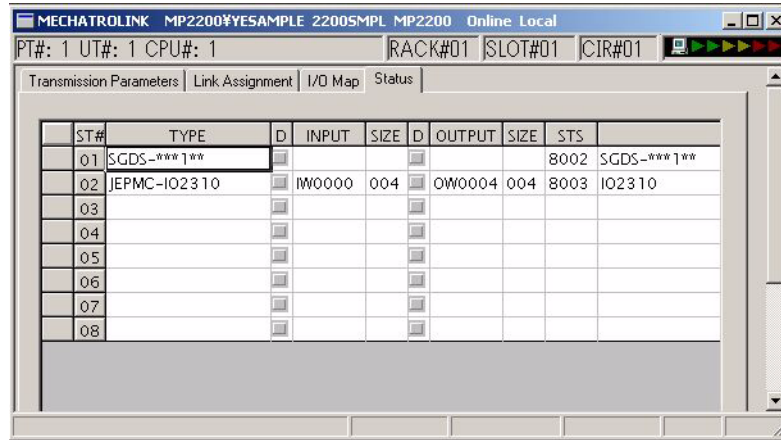 MECHATROLINK MP2200¥YESAMPLE 2200SMPL MP2200 Online Local
PT#: 1 UT#: 1 CPU#: 1 RACK#01 SLOT#01 CIR#01
Transmission Parameters Link Assignment I/O Map Status
ST# TYPE D INPUT SIZE D OUTPUT SIZE STS
01 SGDS-***1** 8002 SGDS-***1**
02 JEPMC-IO2310 IW0000 004 OW0004 004 8003 IO2310
03
04
05
06
07
08